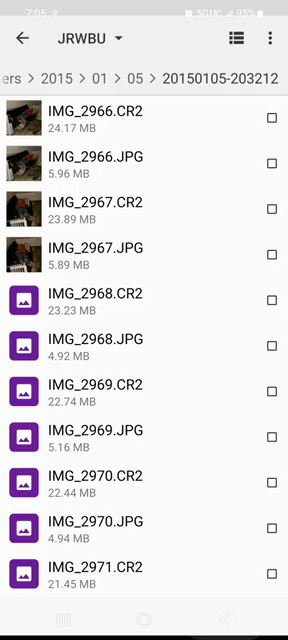 7:05 5G UC 95%
JRWBU
ers > 2015 > 01 > 05 > 20150105-203212
IMG_2966.CR2
24.17 MB
IMG_2966.JPG
5.96 MB
IMG_2967.CR2
23.89 MB
IMG_2967.JPG
5.89 MB
IMG_2968.CR2
23.23 MB
IMG_2968.JPG
4.92 MB
IMG_2969.CR2
22.74 MB
IMG_2969.JPG
5.16 MB
IMG_2970.CR2
22.44 MB
IMG_2970.JPG
4.94 MB
IMG_2971.CR2
21.45 MB